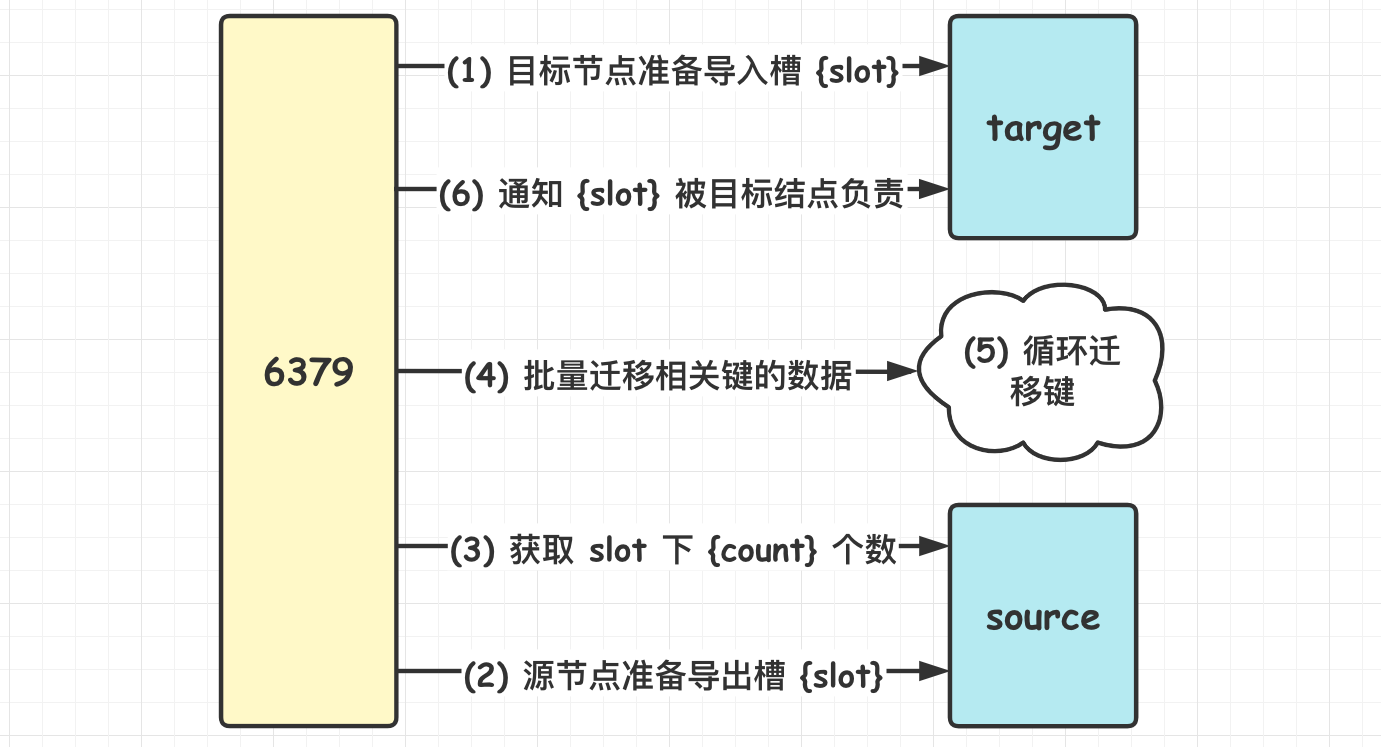 (1) 目标节点准备导入槽 {slot}
target
(6) 通知 {slot} 被目标结点负责
6379
(4) 批量迁移相关键的数据
(5) 循环迁
移键
(3) 获取 slot 下 {count} 个数
source
(2) 源节点准备导出槽 {slot}